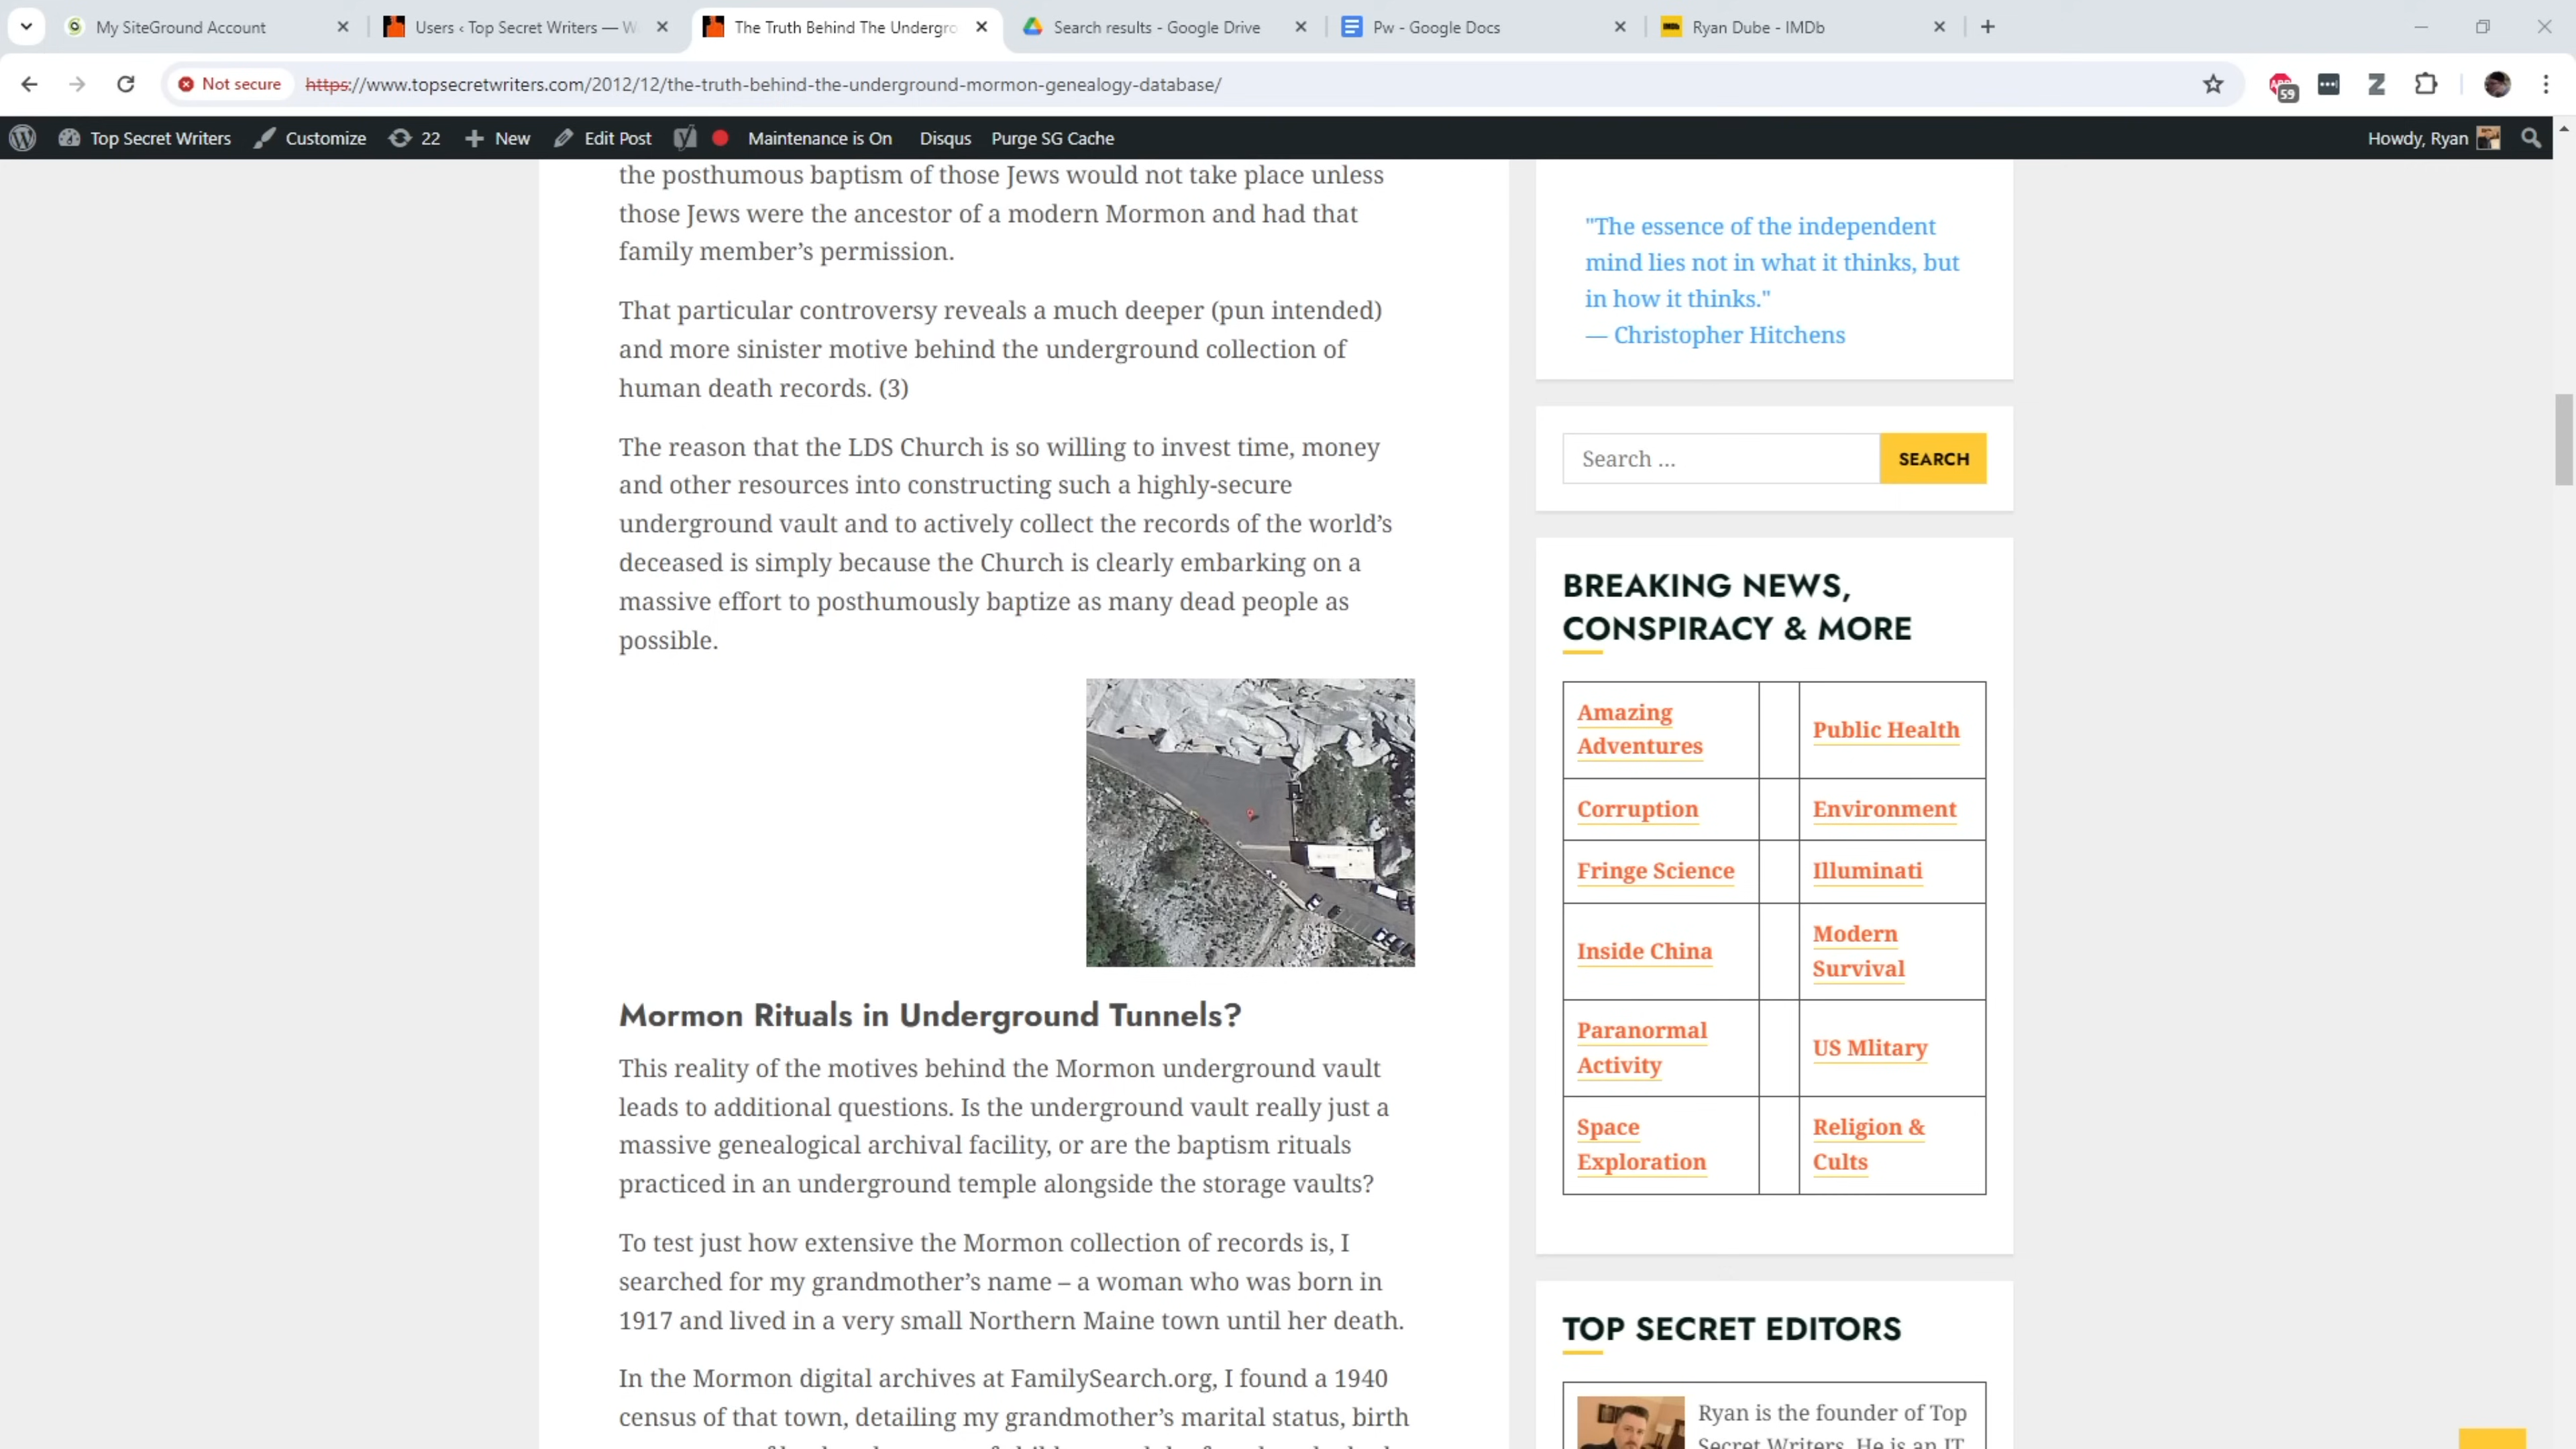 My SiteGround Account
Users ‹ Top Secret Writers — W
The Truth Behind The Undergro
Search results - Google Drive
Pw - Google Docs
Ryan Dube - IMDb
Not secure
https://www.topsecretwriters.com/2012/12/the-truth-behind-the-underground-mormon-genealogy-database/
59
Top Secret Writers
Customize
22
New
Edit Post
Maintenance is On
Disqus
Purge SG Cache
Howdy, Ryan
the posthumous baptism of those Jews would not take place unless
those Jews were the ancestor of a modern Mormon and had that
family member’s permission.
That particular controversy reveals a much deeper (pun intended)
and more sinister motive behind the underground collection of
human death records. (3)
The reason that the LDS Church is so willing to invest time, money
and other resources into constructing such a highly-secure
underground vault and to actively collect the records of the world’s
deceased is simply because the Church is clearly embarking on a
massive effort to posthumously baptize as many dead people as
possible.
Mormon Rituals in Underground Tunnels?
This reality of the motives behind the Mormon underground vault
leads to additional questions. Is the underground vault really just a
massive genealogical archival facility, or are the baptism rituals
practiced in an underground temple alongside the storage vaults?
To test just how extensive the Mormon collection of records is, I
searched for my grandmother’s name – a woman who was born in
1917 and lived in a very small Northern Maine town until her death.
In the Mormon digital archives at FamilySearch.org, I found a 1940
census of that town, detailing my grandmother’s marital status, birth
"The essence of the independent
mind lies not in what it thinks, but
in how it thinks."
— Christopher Hitchens
Search ...
SEARCH
BREAKING NEWS,
CONSPIRACY & MORE
Amazing
Adventures
Public Health
Corruption
Environment
Fringe Science
Illuminati
Inside China
Modern
Survival
Paranormal
Activity
US Mlitary
Space
Exploration
Religion &
Cults
TOP SECRET EDITORS
Ryan is the founder of Top
Secret Writers. He is an IT